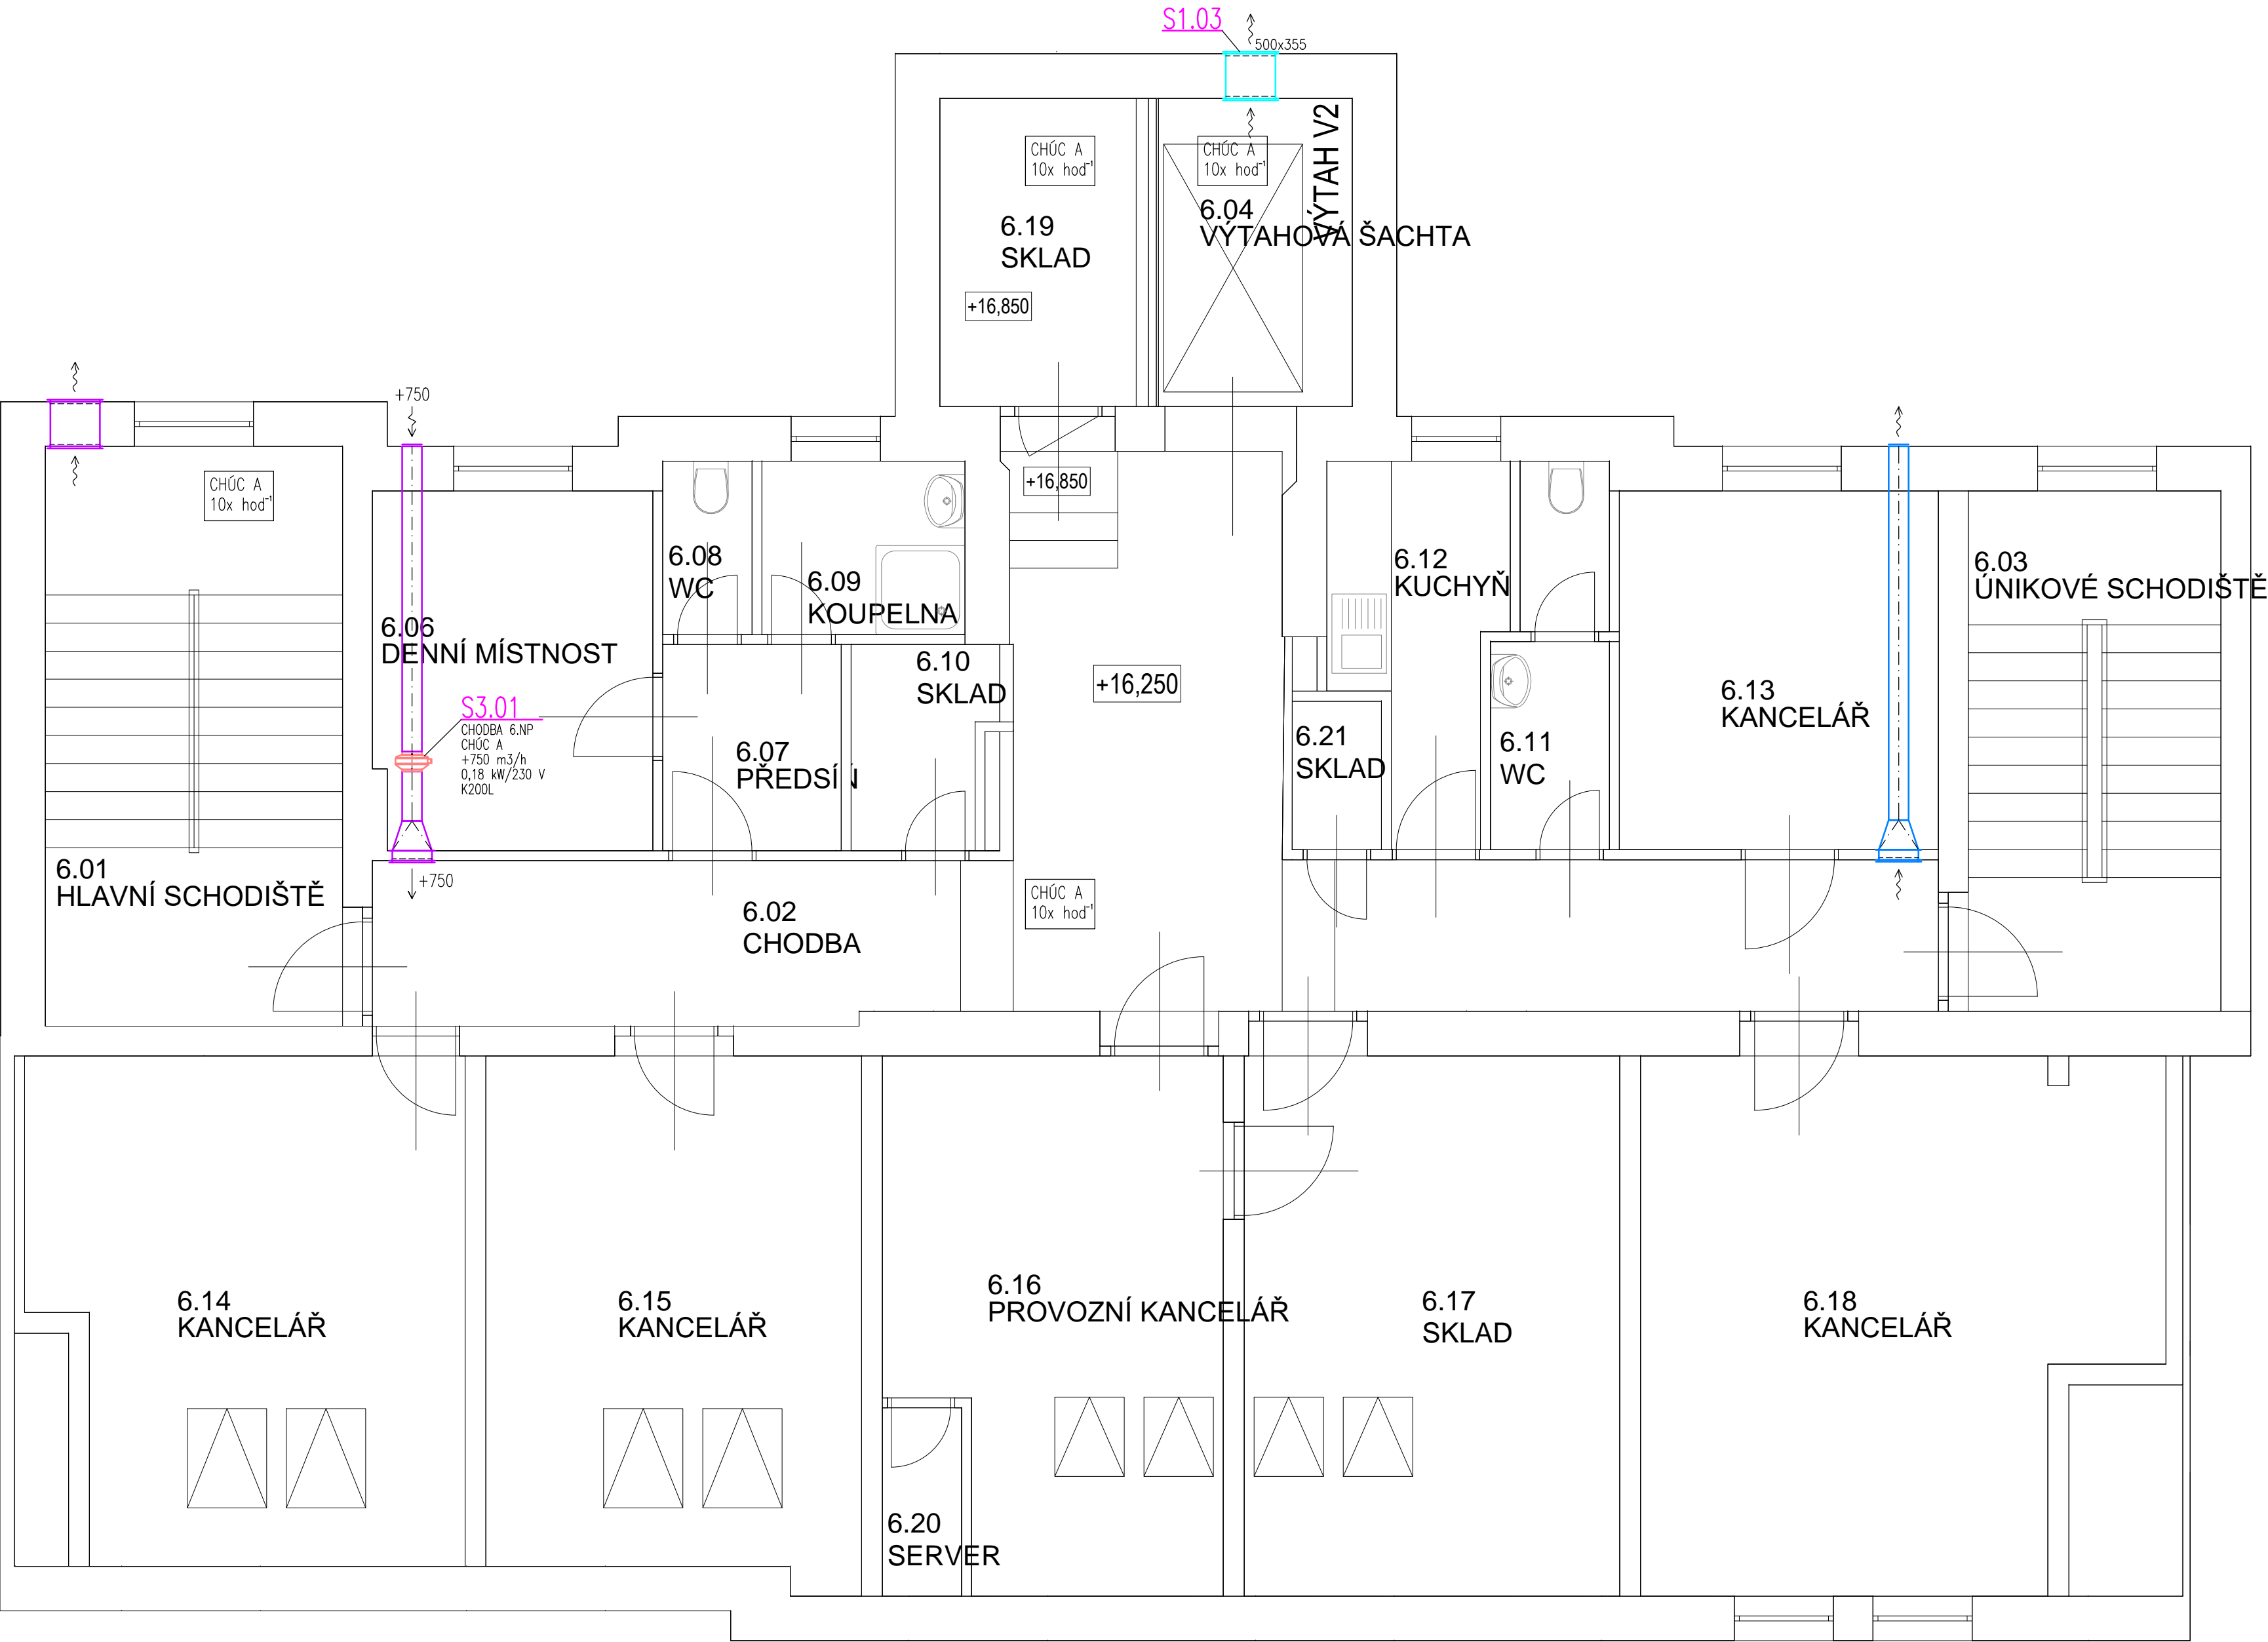 S1.03
500x355
CHÚC A
10x hod⁻¹
CHÚC A
10x hod⁻¹
VÝTAH V2
6.19
SKLAD
6.04
VÝTAHOVÁ ŠACHTA
+16,850
+750
CHÚC A
10x hod⁻¹
+16,850
6.08
WC
6.09
KOUPELNA
6.12
KUCHYŇ
6.03
ÚNIKOVÉ SCHODIŠTĚ
6.06
DENNÍ MÍSTNOST
6.10
SKLAD
+16,250
6.13
KANCELÁŘ
S3.01
CHODBA 6.NP
CHÚC A
+750 m3/h
0,18 kW/230 V
K200L
6.07
PŘEDSÍŇ
6.21
SKLAD
6.11
WC
6.01
HLAVNÍ SCHODIŠTĚ
+750
6.02
CHODBA
CHÚC A
10x hod⁻¹
6.14
KANCELÁŘ
6.15
KANCELÁŘ
6.16
PROVOZNÍ KANCELÁŘ
6.17
SKLAD
6.18
KANCELÁŘ
6.20
SERVER